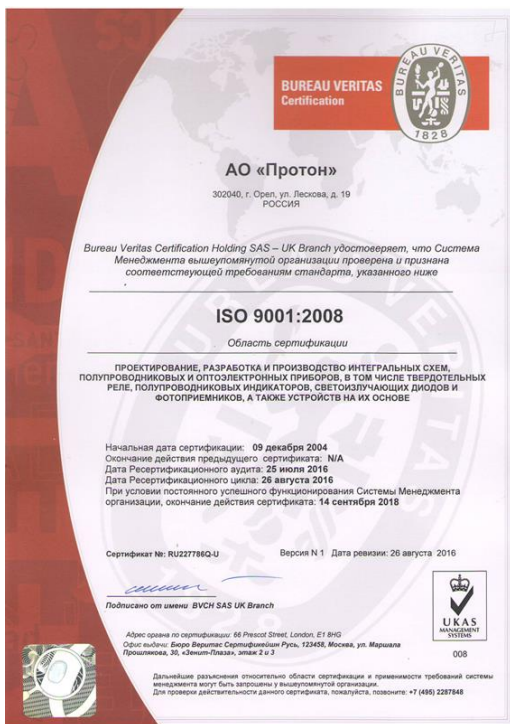 BUREAU VERITAS
Certification
BUREAU VERITAS
1828
АО «Протон»
302040, г. Орел, ул. Лескова, д. 19
РОССИЯ
Bureau Veritas Certification Holding SAS – UK Branch удостоверяет, что Система
Менеджмента вышеупомянутой организации проверена и признана
соответствующей требованиям стандарта, указанного ниже
ISO 9001:2008
Область сертификации
ПРОЕКТИРОВАНИЕ, РАЗРАБОТКА И ПРОИЗВОДСТВО ИНТЕГРАЛЬНЫХ СХЕМ,
ПОЛУПРОВОДНИКОВЫХ И ОПТОЭЛЕКТРОННЫХ ПРИБОРОВ, В ТОМ ЧИСЛЕ ТВЕРДОТЕЛЬНЫХ
РЕЛЕ, ПОЛУПРОВОДНИКОВЫХ ИНДИКАТОРОВ, СВЕТОИЗЛУЧАЮЩИХ ДИОДОВ И
ФОТОПРИЕМНИКОВ, А ТАКЖЕ УСТРОЙСТВ НА ИХ ОСНОВЕ
Начальная дата сертификации: 09 декабря 2004
Окончание действия предыдущего сертификата: N/A
Дата Ресертификационного аудита: 25 июля 2016
Дата Ресертификационного цикла: 26 августа 2016
При условии постоянного успешного функционирования Системы Менеджмента
организации, окончание действия сертификата: 14 сентября 2018
Сертификат №: RU227786Q-U Версия N 1 Дата ревизии: 26 августа 2016
Подписано от имени BVCH SAS UK Branch
Адрес органа по сертификации: 66 Prescot Street, London, E1 8HG
Офис выдачи: Бюро Веритас Сертификейшн Русь, 123458, Москва, ул. Маршала
Прошлякова, 30, «Зенит-Плаза», этаж 2 и 3
UKAS
MANAGEMENT
SYSTEMS
008
Дальнейшие разъяснения относительно области сертификации и применимости требований системы
менеджмента могут быть запрошены у вышеупомянутой организации.
Для проверки действительности данного сертификата, пожалуйста, позвоните: +7 (495) 2287848